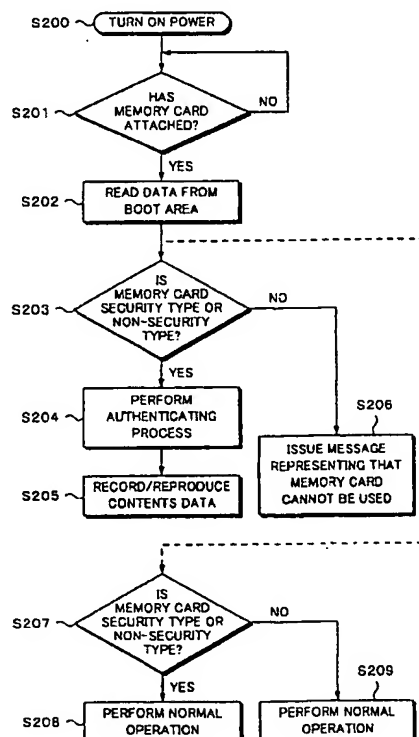 S200
TURN ON POWER
S201
HAS
MEMORY CARD
ATTACHED?
NO
YES
S202
READ DATA FROM
BOOT AREA
S203
IS
MEMORY CARD
SECURITY TYPE OR
NON-SECURITY
TYPE?
NO
YES
S204
PERFORM
AUTHENTICATING
PROCESS
S206
ISSUE MESSAGE
REPRESENTING THAT
MEMORY CARD
CANNOT BE USED
S205
RECORD/REPRODUCE
CONTENTS DATA
S207
IS
MEMORY CARD
SECURITY TYPE OR
NON-SECURITY
TYPE?
NO
YES
S208
PERFORM NORMAL
OPERATION
S209
PERFORM NORMAL
OPERATION